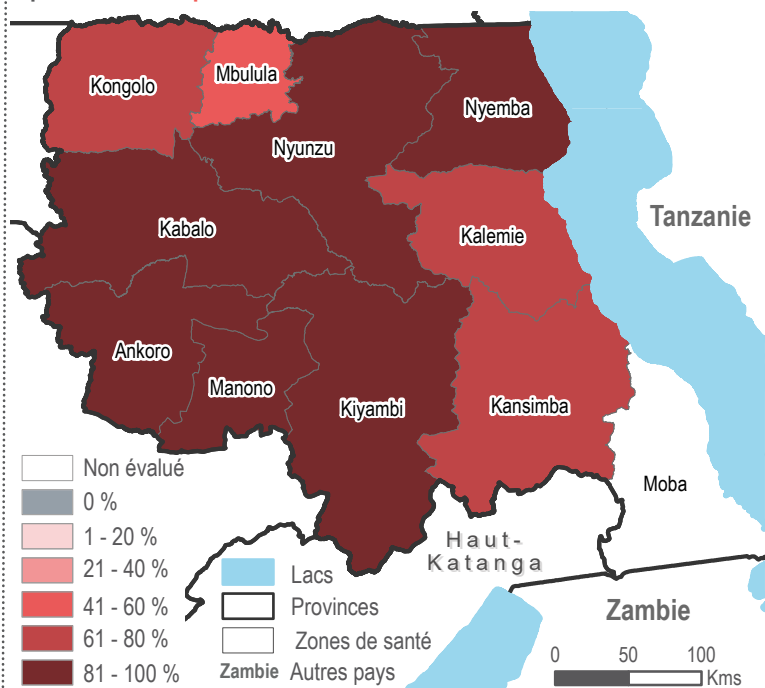 Kongolo
Mbulula
Nyemba
Nyunzu
Tanzanie
Kabalo
Kalemie
Ankoro
Manono
Kiyambi
Kansimba
Moba
Haut-
Katanga
Zambie
Non évalué
0 %
1 - 20 %
21 - 40 %
41 - 60 %
61 - 80 %
81 - 100 %
Lacs
Provinces
Zones de santé
Zambie Autres pays
0 50 100
Kms